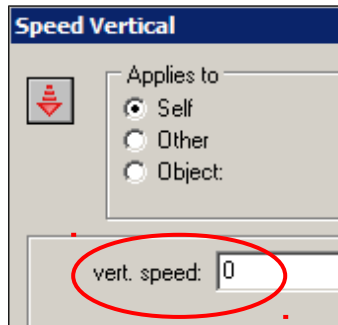 Speed Vertical
Applies to
Self
Other
Object:
vert. speed: 0